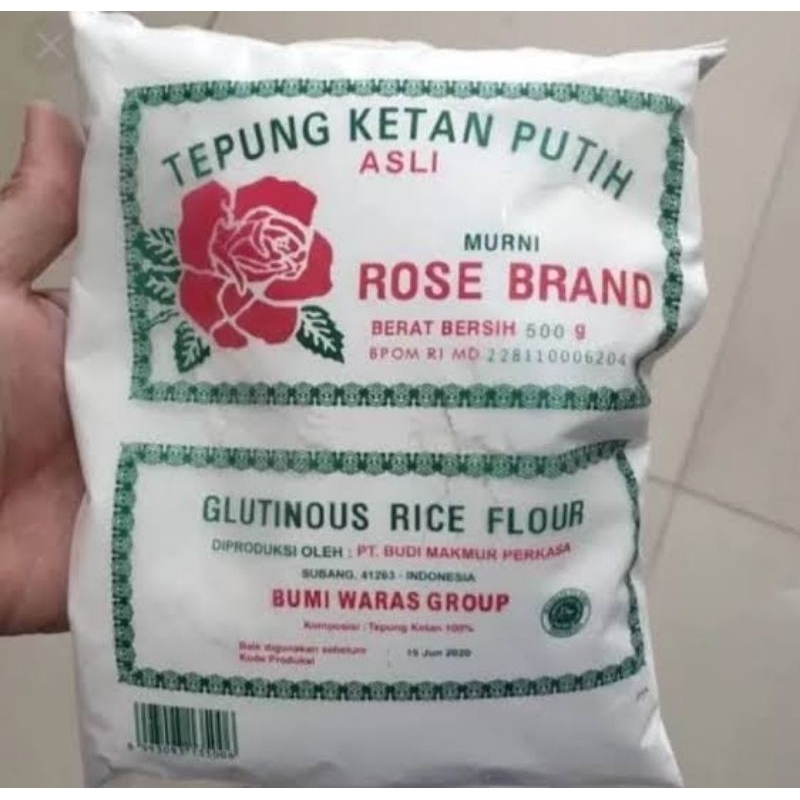 TEPUNG KETAN PUTIH
ASLI
MURNI
ROSE BRAND
BERAT BERSIH 500 g
BPOM RI MD 228110006204
GLUTINOUS RICE FLOUR
DIPRODUKSI OLEH : PT. BUDI MAKMUR PERKASA
SUBANG. 41263 - INDONESIA
BUMI WARAS GROUP
Komposisi : Tepung Ketan 100%
Baik digunakan sebelum : 15 Jun 2020
Kode Produksi